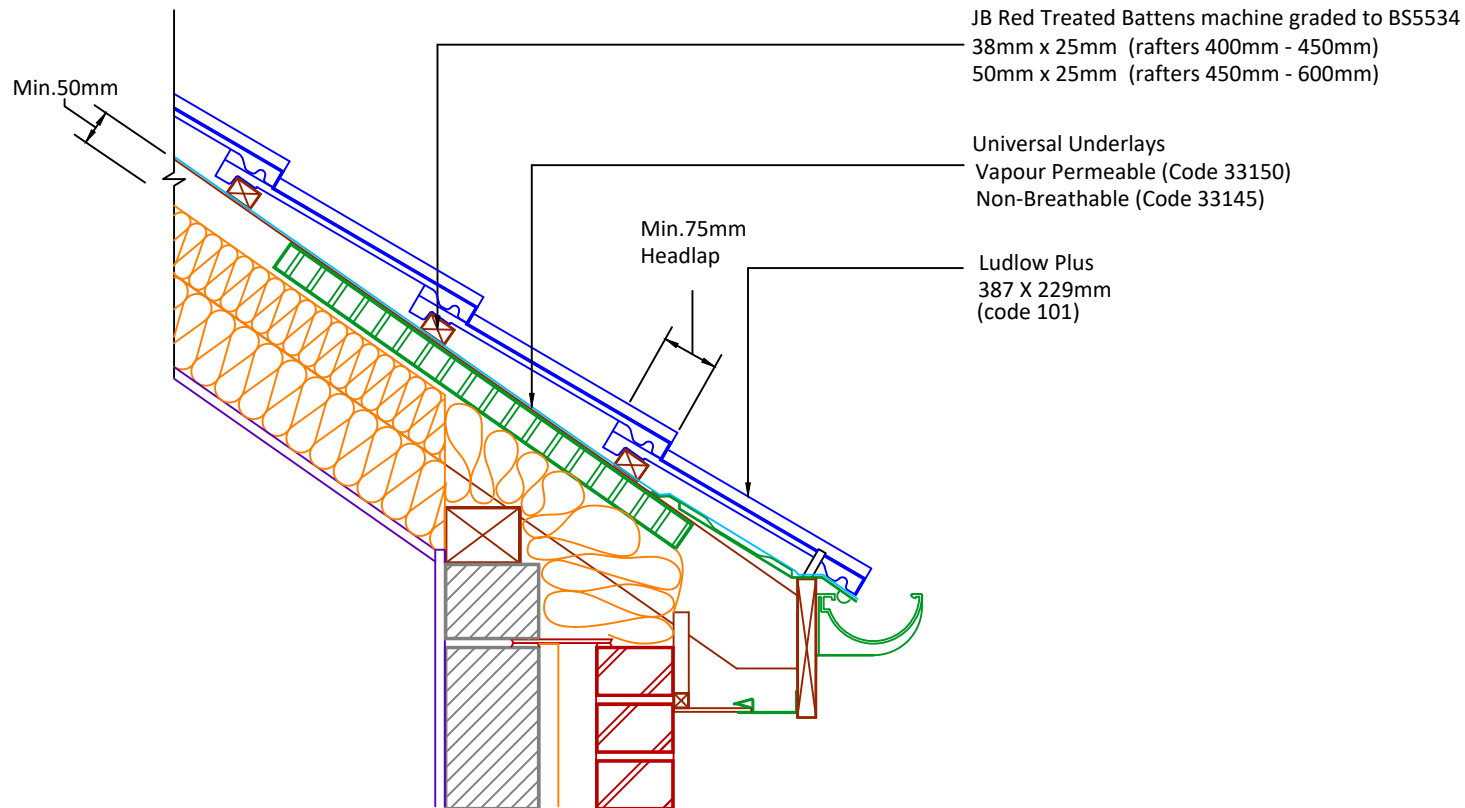 JB Red Treated Battens machine graded to BS5534
38mm x 25mm (rafters 400mm - 450mm)
50mm x 25mm (rafters 450mm - 600mm)
Min.50mm
Universal Underlays
Vapour Permeable (Code 33150)
Non-Breathable (Code 33145)
Min.75mm
Headlap
Ludlow Plus
387 X 229mm
(code 101)